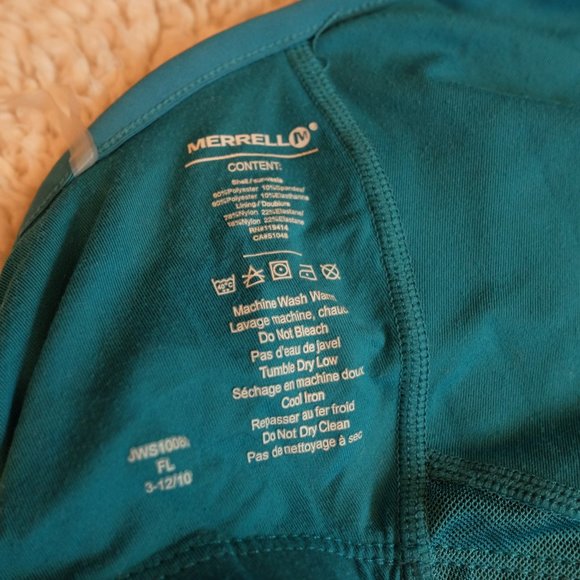 MERRELL M®
CONTENT:
Shell/sur-veste
90%Polyester 10%Spandex/
90%Polyester 10%Elasthanne
Lining/Doublure
78%Nylon 22%Elastane/
78%Nylon 22%Elastane
RN#119414
CA#51048
40°C
Machine Wash Warm
Lavage machine, chaud
Do Not Bleach
Pas d'eau de javel
Tumble Dry Low
Séchage en machine doux
Cool Iron
Repasser au fer froid
Do Not Dry Clean
Pas de nettoyage à sec
FL
3-12/10